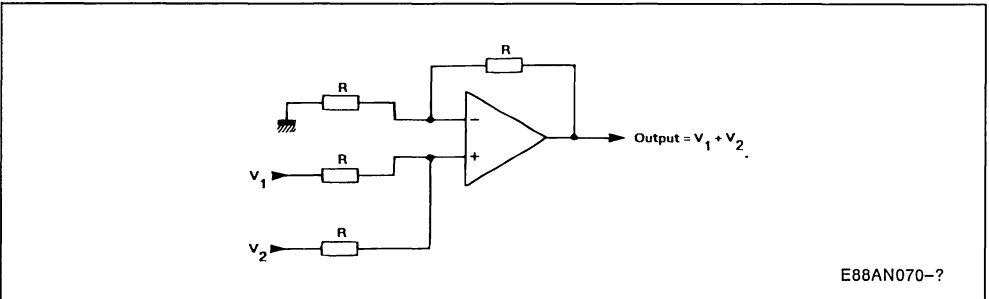 R
R
− 
+
Output = V1 + V2
V1
R
V2
R
E88AN070–?